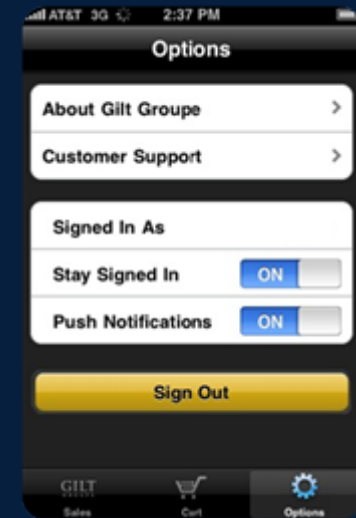 AT&T 3G 2:37 PM
Options
About Gilt Groupe
Customer Support
Signed In As
Stay Signed In ON
Push Notifications ON
Sign Out
GILT
Sales Cart Options